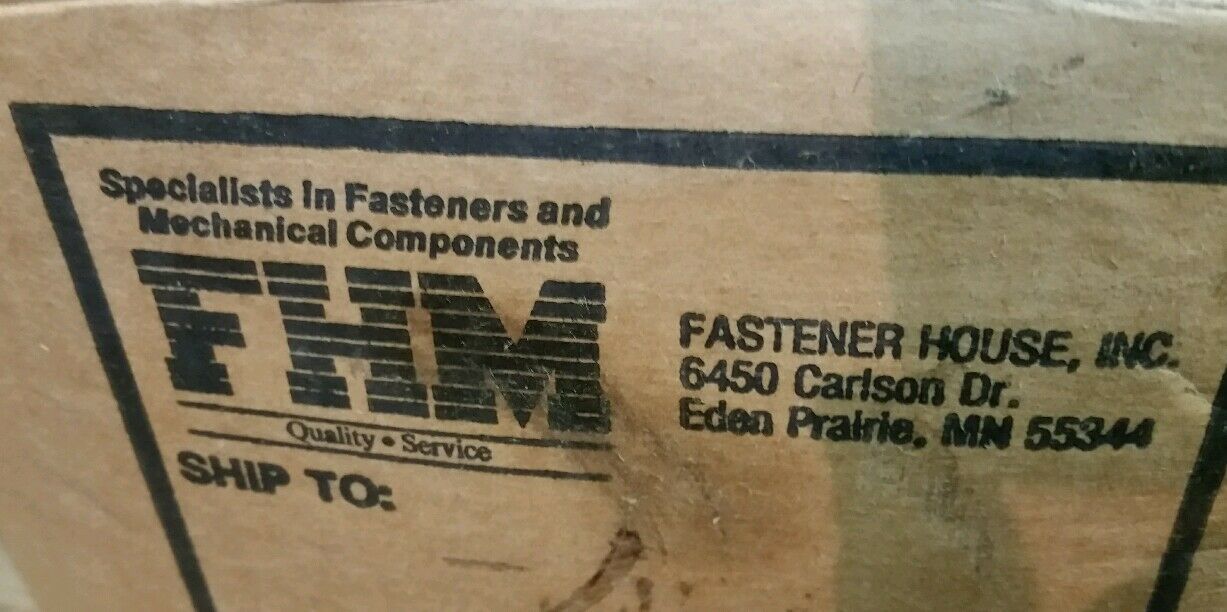 Specialists in Fasteners and
Mechanical Components
FHM
Quality • Service
FASTENER HOUSE, INC.
6450 Carlson Dr.
Eden Prairie, MN 55344
SHIP TO: